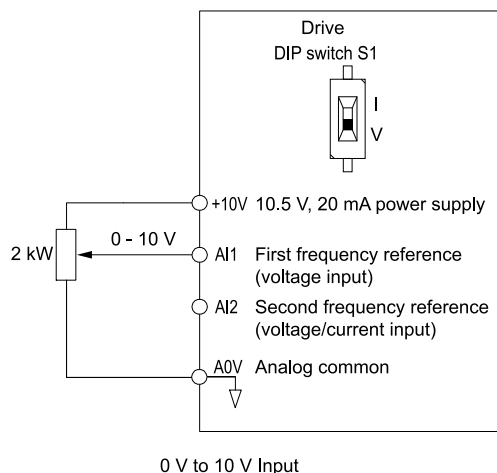 Drive
DIP switch S1
I
V
+10V 10.5 V, 20 mA power supply
2 kW
0 - 10 V
AI1 First frequency reference
(voltage input)
AI2 Second frequency reference
(voltage/current input)
A0V Analog common
0 V to 10 V Input